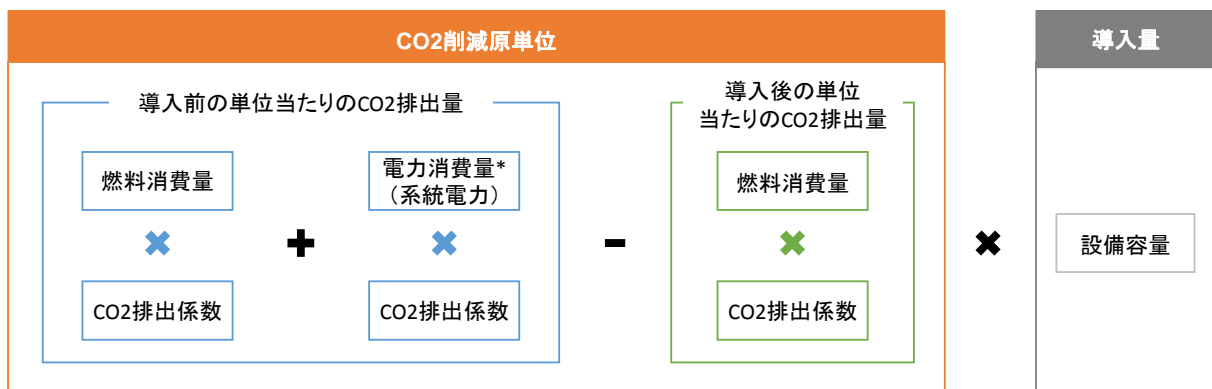 CO2削減原単位
導入量
導入前の単位当たりのCO2排出量
導入後の単位
当たりのCO2排出量
燃料消費量
電力消費量*
（系統電力）
燃料消費量
✖
+
✖
-
✖
✖
設備容量
CO2排出係数
CO2排出係数
CO2排出係数